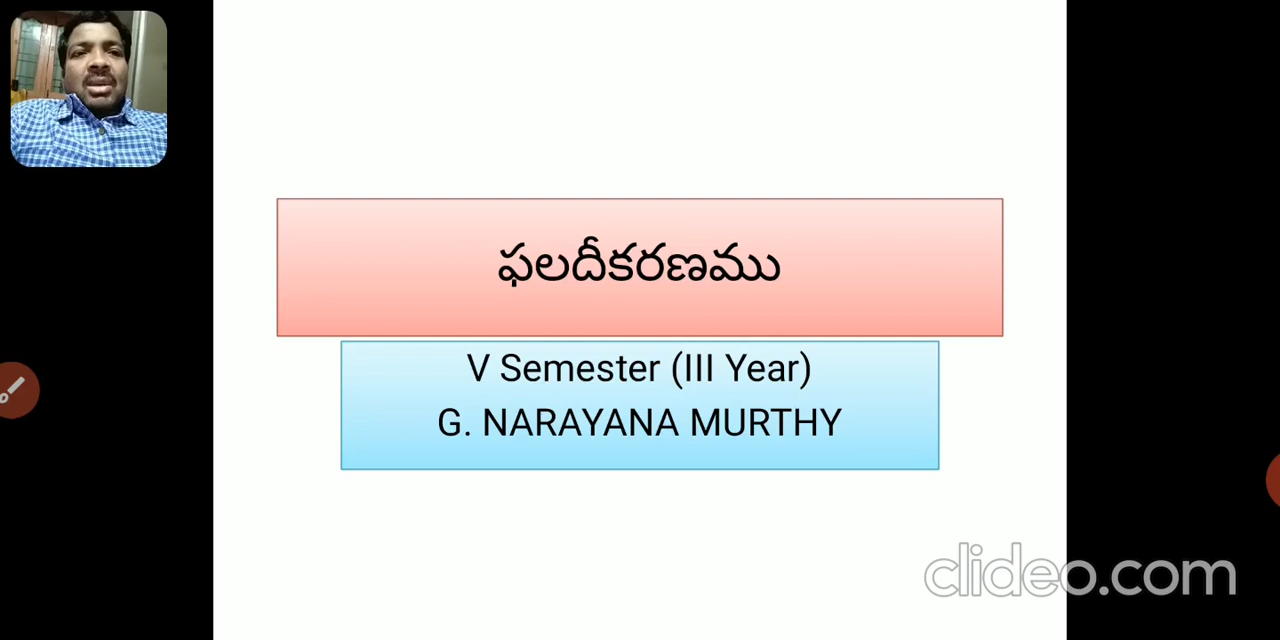 ఫలదీకరణము
V Semester (III Year)
G. NARAYANA MURTHY
clideo.com